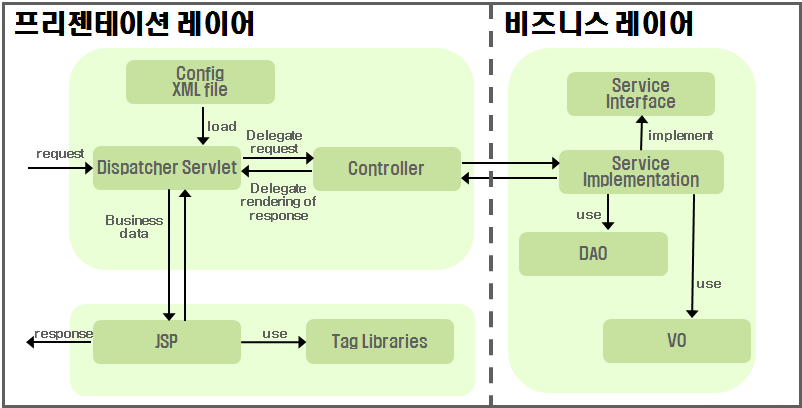 프리젠테이션 레이어
비즈니스 레이어
Config
XML file
load
request
Dispatcher Servlet
Delegate
request
Controller
Delegate
rendering of
response
Business
data
response
JSP
use
Tag Libraries
Service
Interface
implement
Service
Implementation
use
DAO
use
VO